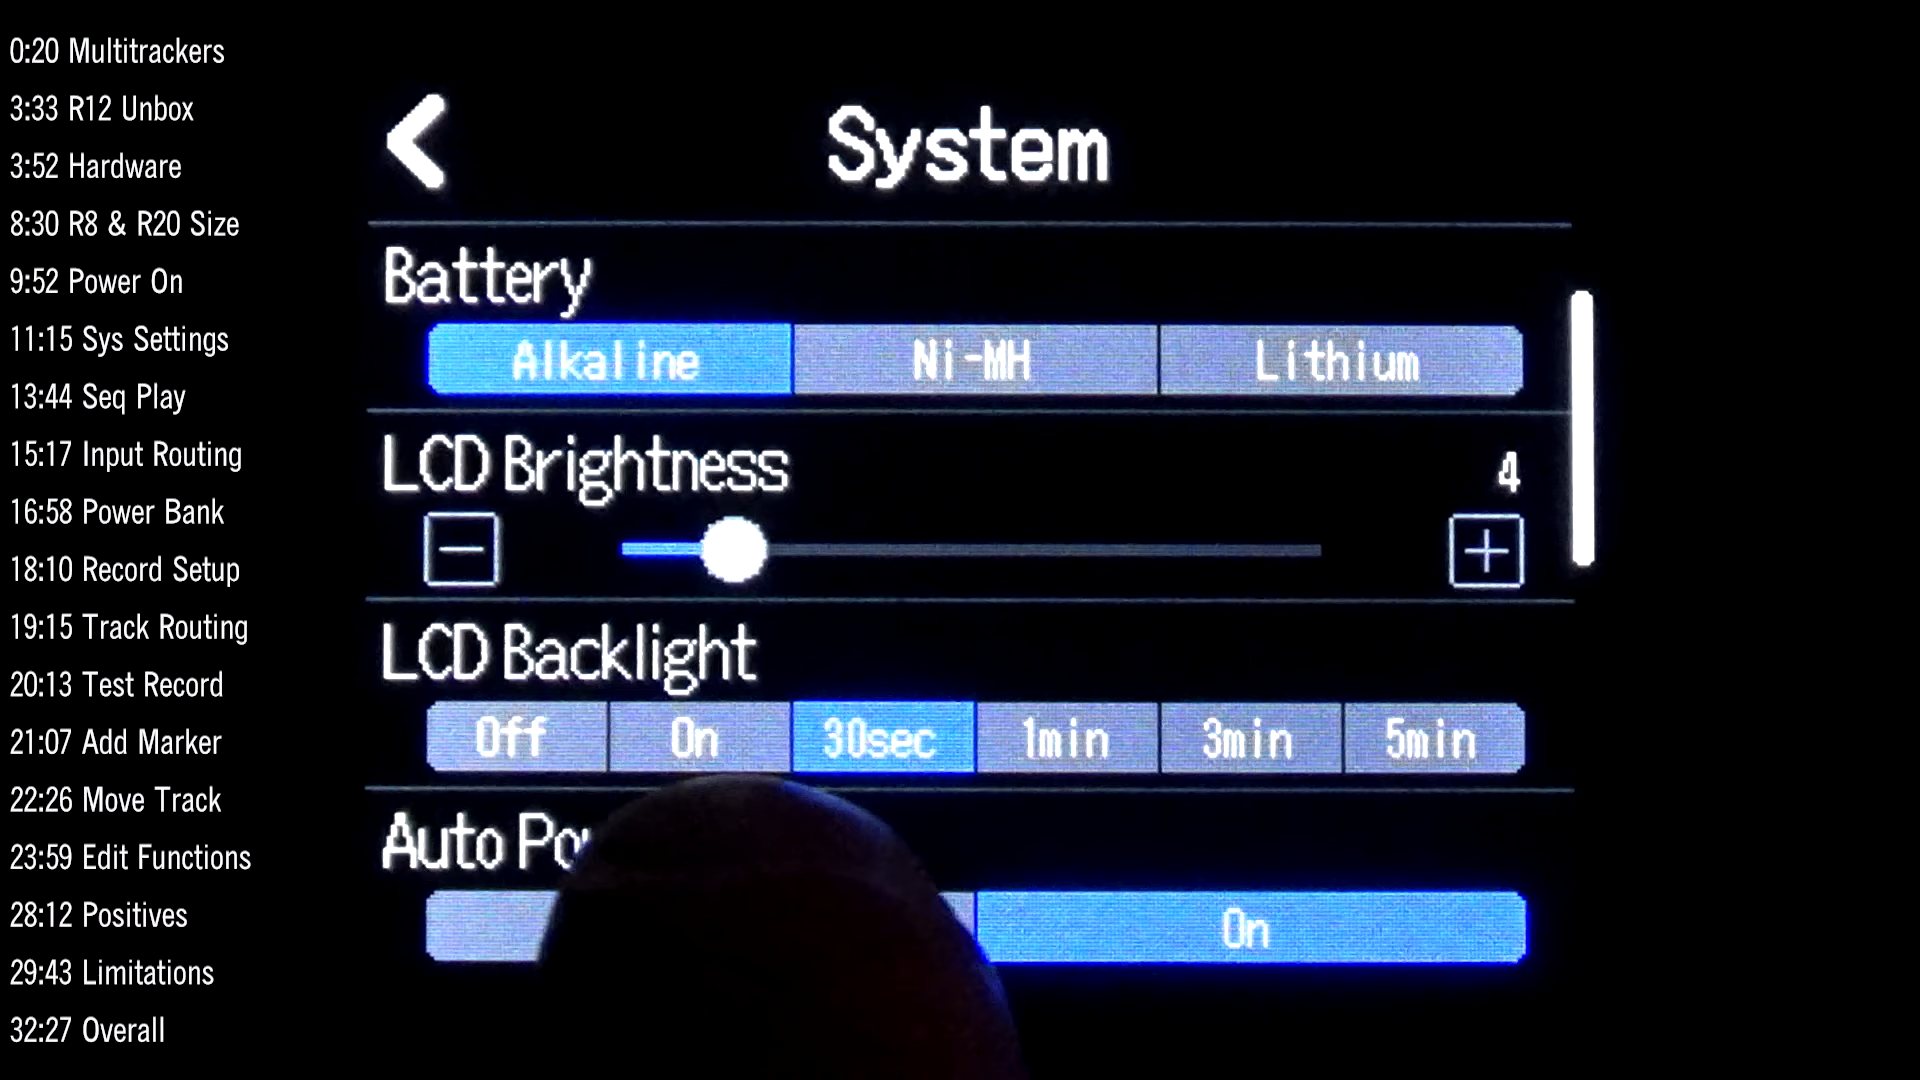 0:20 Multitrackers
3:33 R12 Unbox
3:52 Hardware
8:30 R8 & R20 Size
9:52 Power On
11:15 Sys Settings
13:44 Seq Play
15:17 Input Routing
16:58 Power Bank
18:10 Record Setup
19:15 Track Routing
20:13 Test Record
21:07 Add Marker
22:26 Move Track
23:59 Edit Functions
28:12 Positives
29:43 Limitations
32:27 Overall
System
Battery
Alkaline Ni-MH Lithium
LCD Brightness 4
LCD Backlight
Off On 30sec 1min 3min 5min
Auto
On